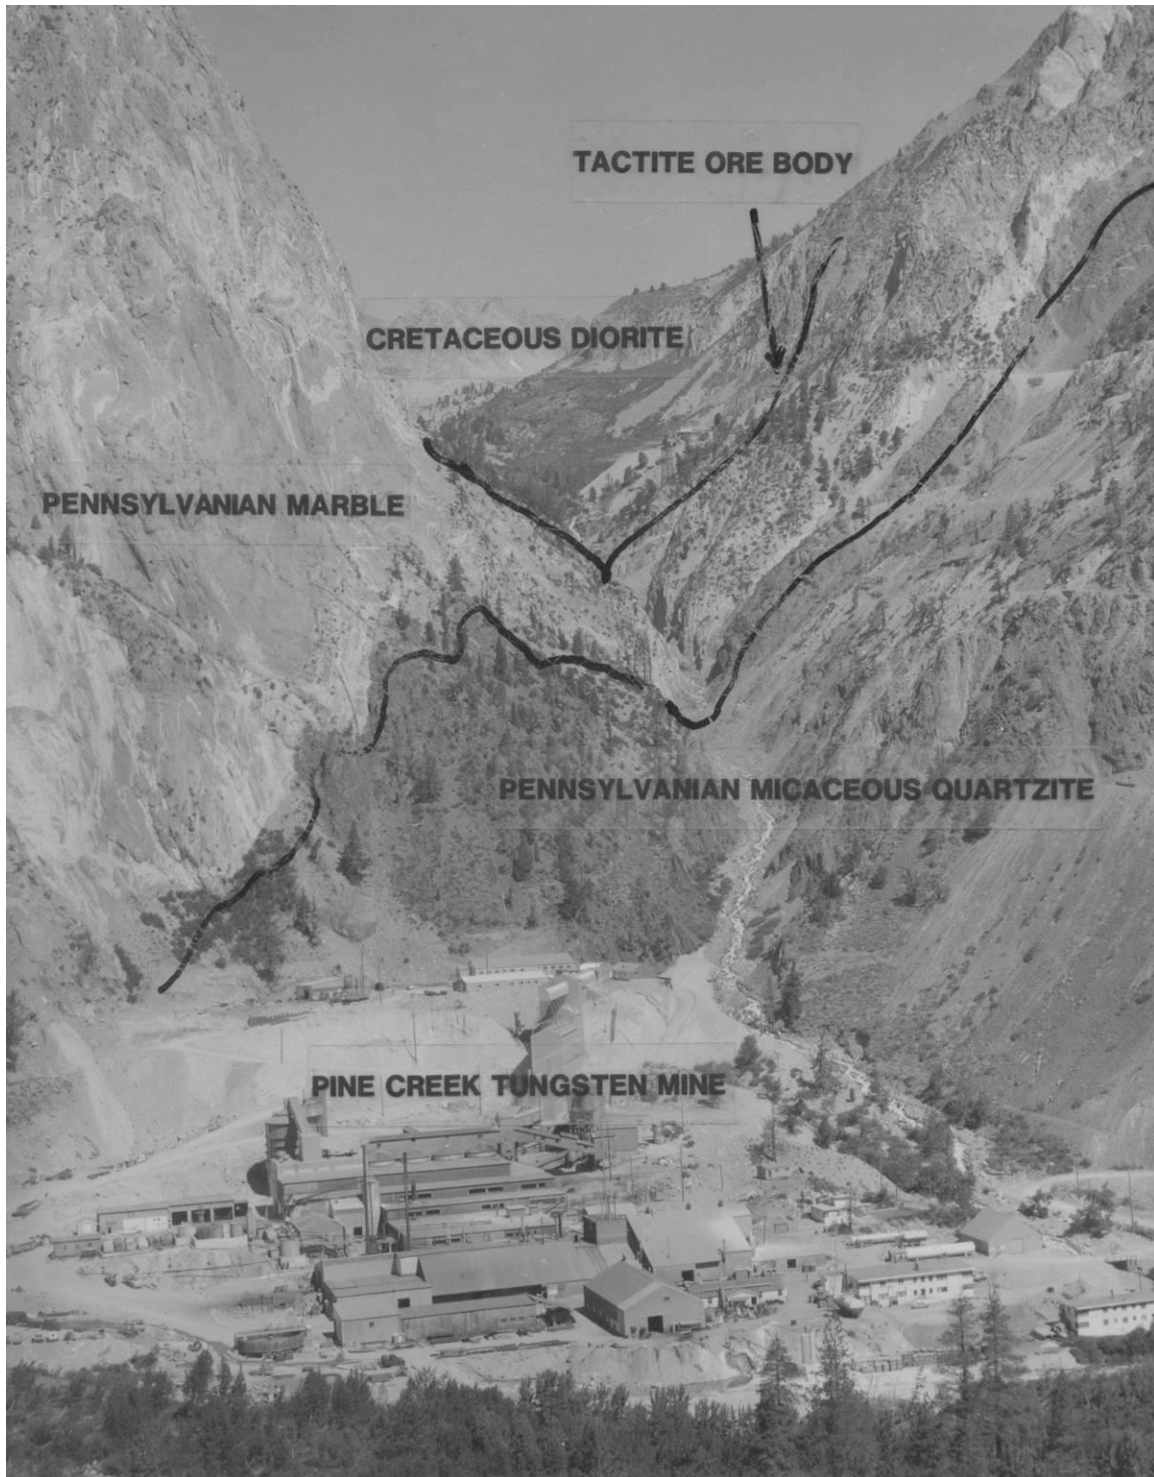 TACTITE ORE BODY
CRETACEOUS DIORITE
PENNSYLVANIAN MARBLE
PENNSYLVANIAN MICACEOUS QUARTZITE
PINE CREEK TUNGSTEN MINE